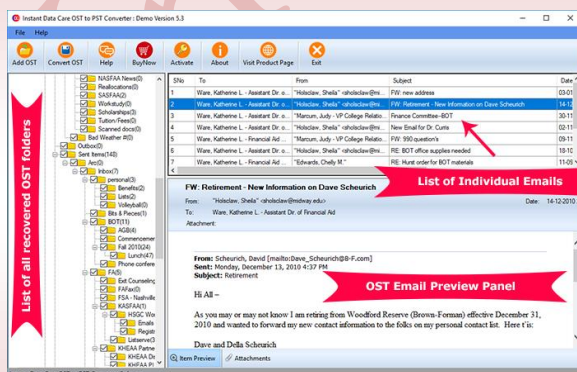 Instant Data Care OST to PST Converter : Demo Version 5.3
File Help
Add OST Convert OST Help BuyNow Activate About Visit Product Page Exit
List of all recovered OST folders
NASFAA News(0)
Reallocations(0)
SASFAA(2)
Workstudy(0)
Scholarships(3)
Tution/Fees(0)
Scanned docs(0)
Bad Weather #(0)
Outbox(0)
Sent Items(148)
Arc(0)
Inbox(7)
personal(3)
Benefits(2)
Lists(2)
Volleyball(0)
Bits & Pieces(1)
BOT(11)
AGB(4)
Commencemer
Fall 2010(24)
Lunch(47)
Phone confere
FA(5)
Exit Counseling
FAFax(0)
FSA - Nashville
KASFAA(1)
HSGC Wo
Emails
Registr
Listserve(3)
KHEAA Partne
KHEAA De
SNo To From Subject Date
1 Ware, Katherine L. - Assistant Dir. o... "Holsclaw, Sheila" <sholsclaw@mi... FW: new address 03-01
2 Ware, Katherine L. - Assistant Dir. o... "Holsclaw, Sheila" <sholsclaw@mi... FW: Retirement - New Information on Dave Scheurich 14-12
3 Ware, Katherine L. - Assistant Dir. o... "Marcum, Judy - VP College Relatio... Finance Committee-BOT 30-11
4 Ware, Katherine L. - Assistant Dir. o... "Holsclaw, Sheila" <sholsclaw@mi... New Email for Dr. Curris 02-11
5 Ware, Katherine L. - Financial Aid ... "Marcum, Judy - VP College Relatio... FW: 990 question's 09-11
6 Ware, Katherine L. - Assistant Dir. o... "Holsclaw, Sheila" <sholsclaw@mi... RE: BOT office supplies needed 18-10
7 Ware, Katherine L. - Financial Aid ... "Edwards, Chelly M." RE: Hurst order for BOT materials 11-09
List of Individual Emails
FW: Retirement - New Information on Dave Scheurich
From: "Holsclaw, Sheila" <sholsclaw@midway.edu> Date: 14-12-2010
To: Ware, Katherine L. - Assistant Dir. of Financial Aid
Attachment:
From: Scheurich, David [mailto:Dave_Scheurich@B-F.com]
Sent: Monday, December 13, 2010 4:37 PM
Subject: Retirement
OST Email Preview Panel
Hi All –
As you may or may not know I am retiring from Woodford Reserve (Brown-Forman) effective December 31,
2010 and wanted to forward my new contact information to the folks on my personal contact list. Here t`is:
Dave and Della Scheurich
Item Preview Attachments